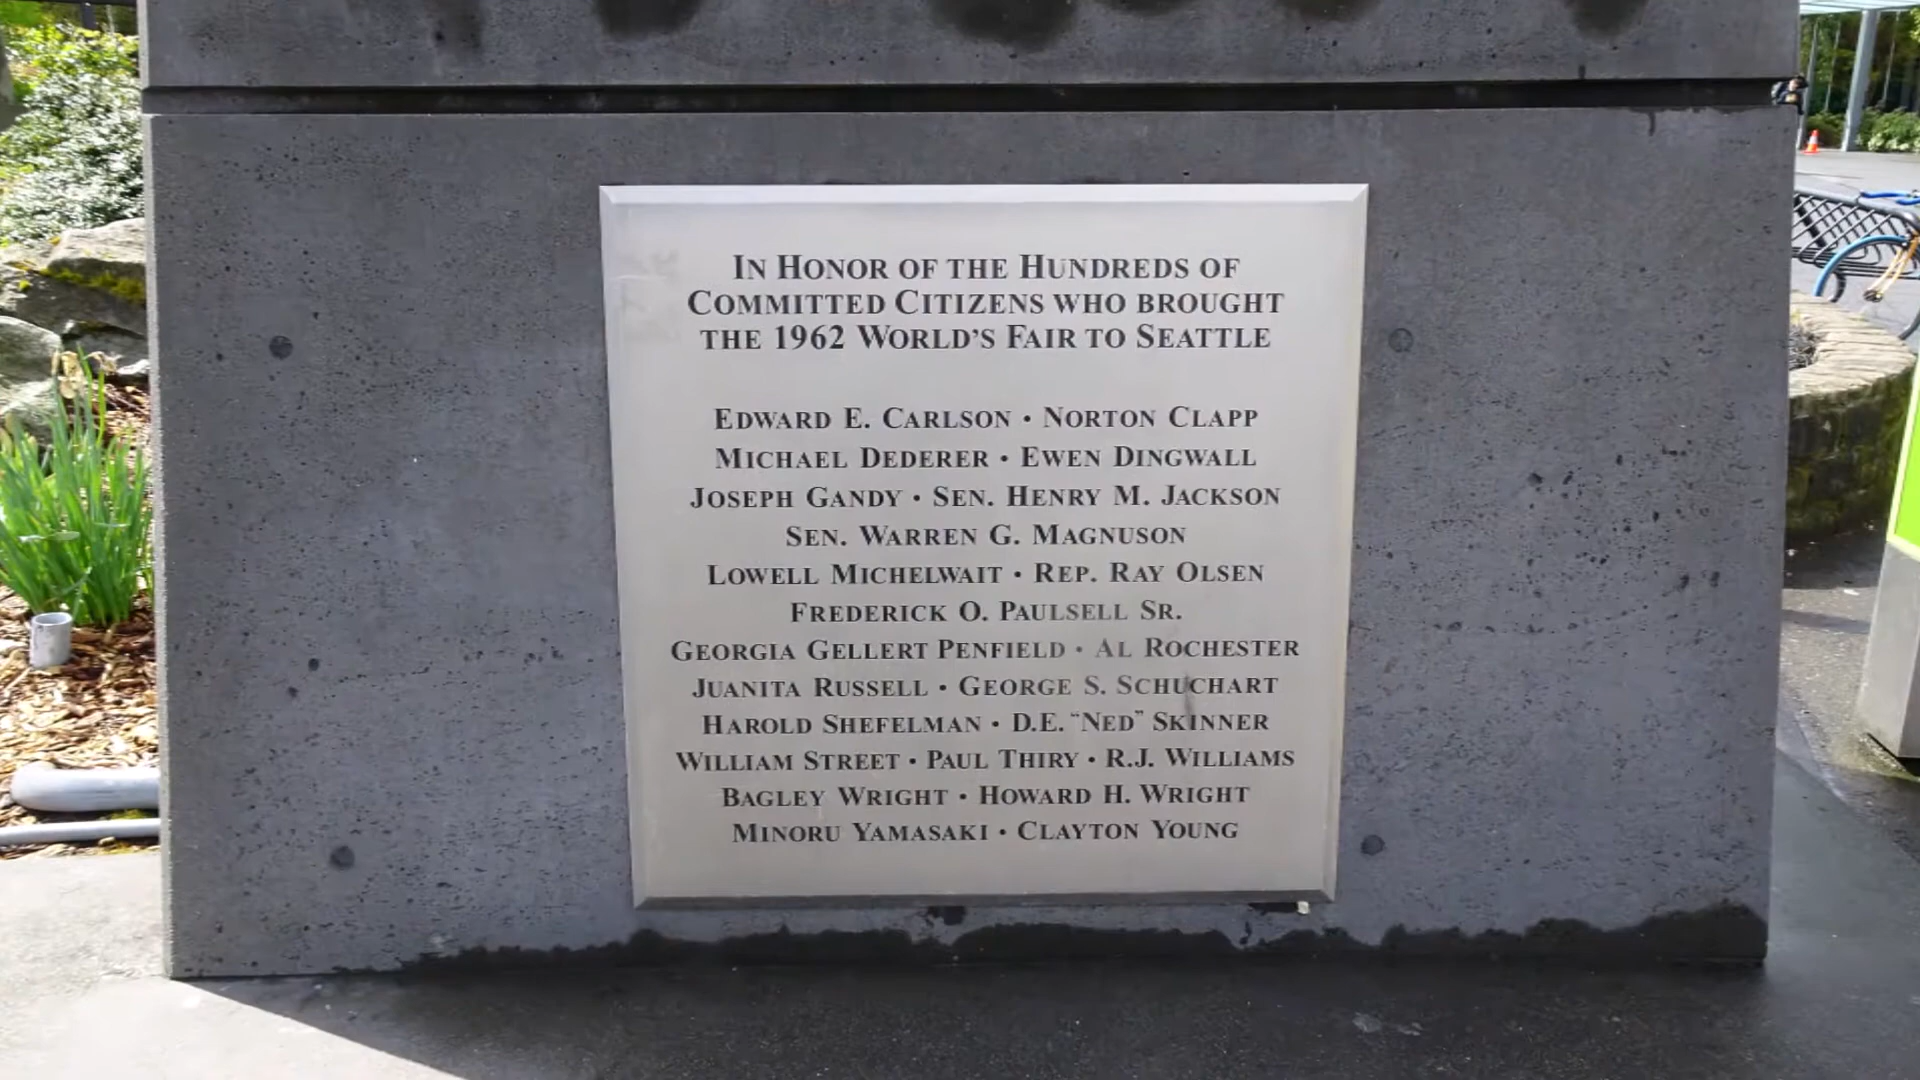 IN HONOR OF THE HUNDREDS OF
COMMITTED CITIZENS WHO BROUGHT
THE 1962 WORLD'S FAIR TO SEATTLE
EDWARD E. CARLSON • NORTON CLAPP
MICHAEL DEDERER • EWEN DINGWALL
JOSEPH GANDY • SEN. HENRY M. JACKSON
SEN. WARREN G. MAGNUSON
LOWELL MICHELWAIT • REP. RAY OLSEN
FREDERICK O. PAULSELL SR.
GEORGIA GELLERT PENFIELD • AL ROCHESTER
JUANITA RUSSELL • GEORGE S. SCHUCHART
HAROLD SHEFELMAN • D.E. "NED" SKINNER
WILLIAM STREET • PAUL THIRY • R.J. WILLIAMS
BAGLEY WRIGHT • HOWARD H. WRIGHT
MINORU YAMASAKI • CLAYTON YOUNG